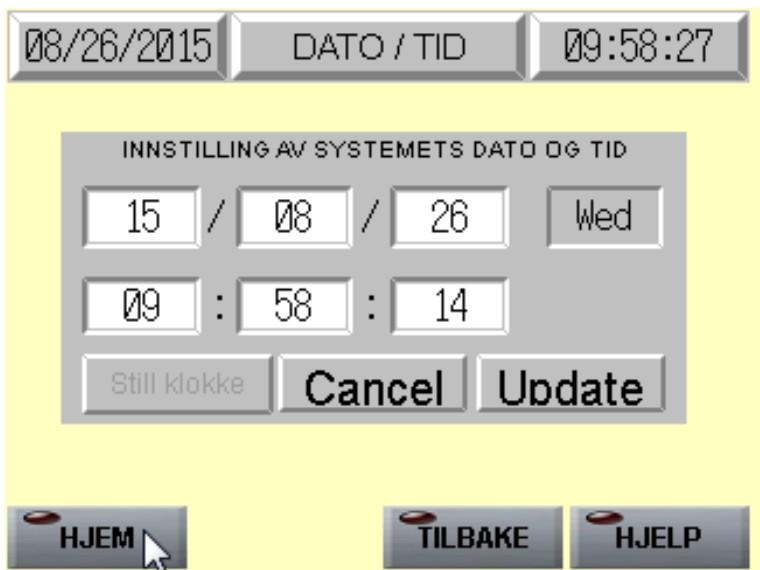 08/26/2015 DATO / TID 09:58:27
INNSTILLING AV SYSTEMETS DATO OG TID
15 / 08 / 26 Wed
09 : 58 : 14
Still klokke Cancel Update
HJEM TILBAKE HJELP